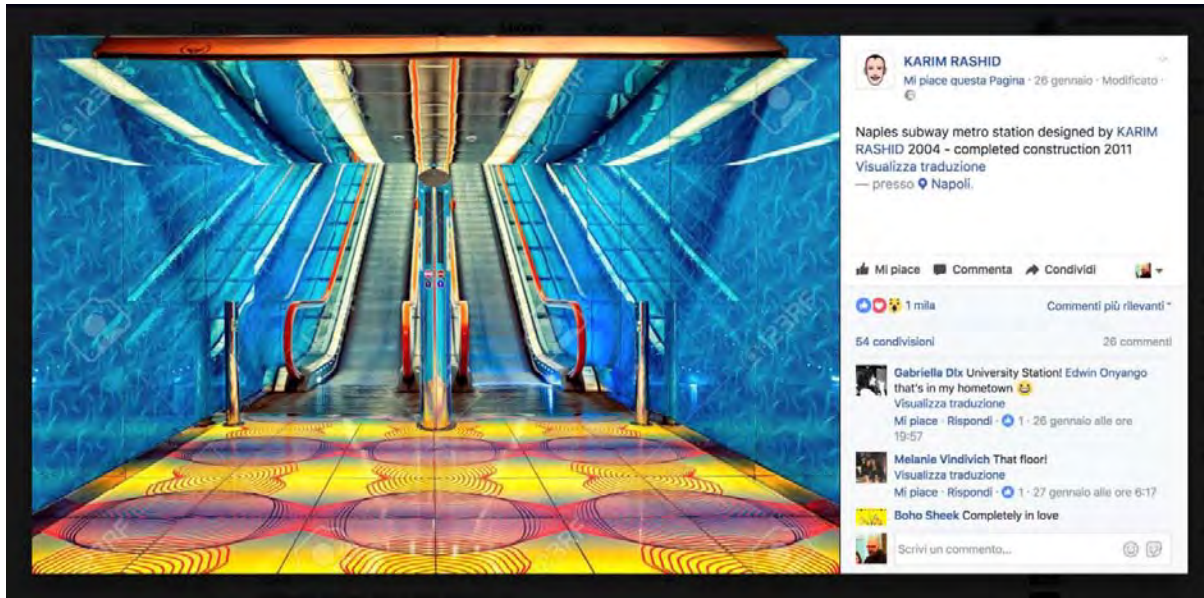 KARIM RASHID
Mi piace questa Pagina · 26 gennaio · Modificato ·
Naples subway metro station designed by KARIM
RASHID 2004 - completed construction 2011
Visualizza traduzione
— presso Napoli.
Mi piace Commenta Condividi
1 mila Commenti più rilevanti
54 condivisioni 26 commenti
Gabriella Dlx University Station! Edwin Onyango
that's in my hometown 😂
Visualizza traduzione
Mi piace · Rispondi · 1 · 26 gennaio alle ore
19:57
Melanie Vindivich That floor!
Visualizza traduzione
Mi piace · Rispondi · 1 · 27 gennaio alle ore 6:17
Boho Sheek Completely in love
Scrivi un commento...
123RF
123RF
123RF